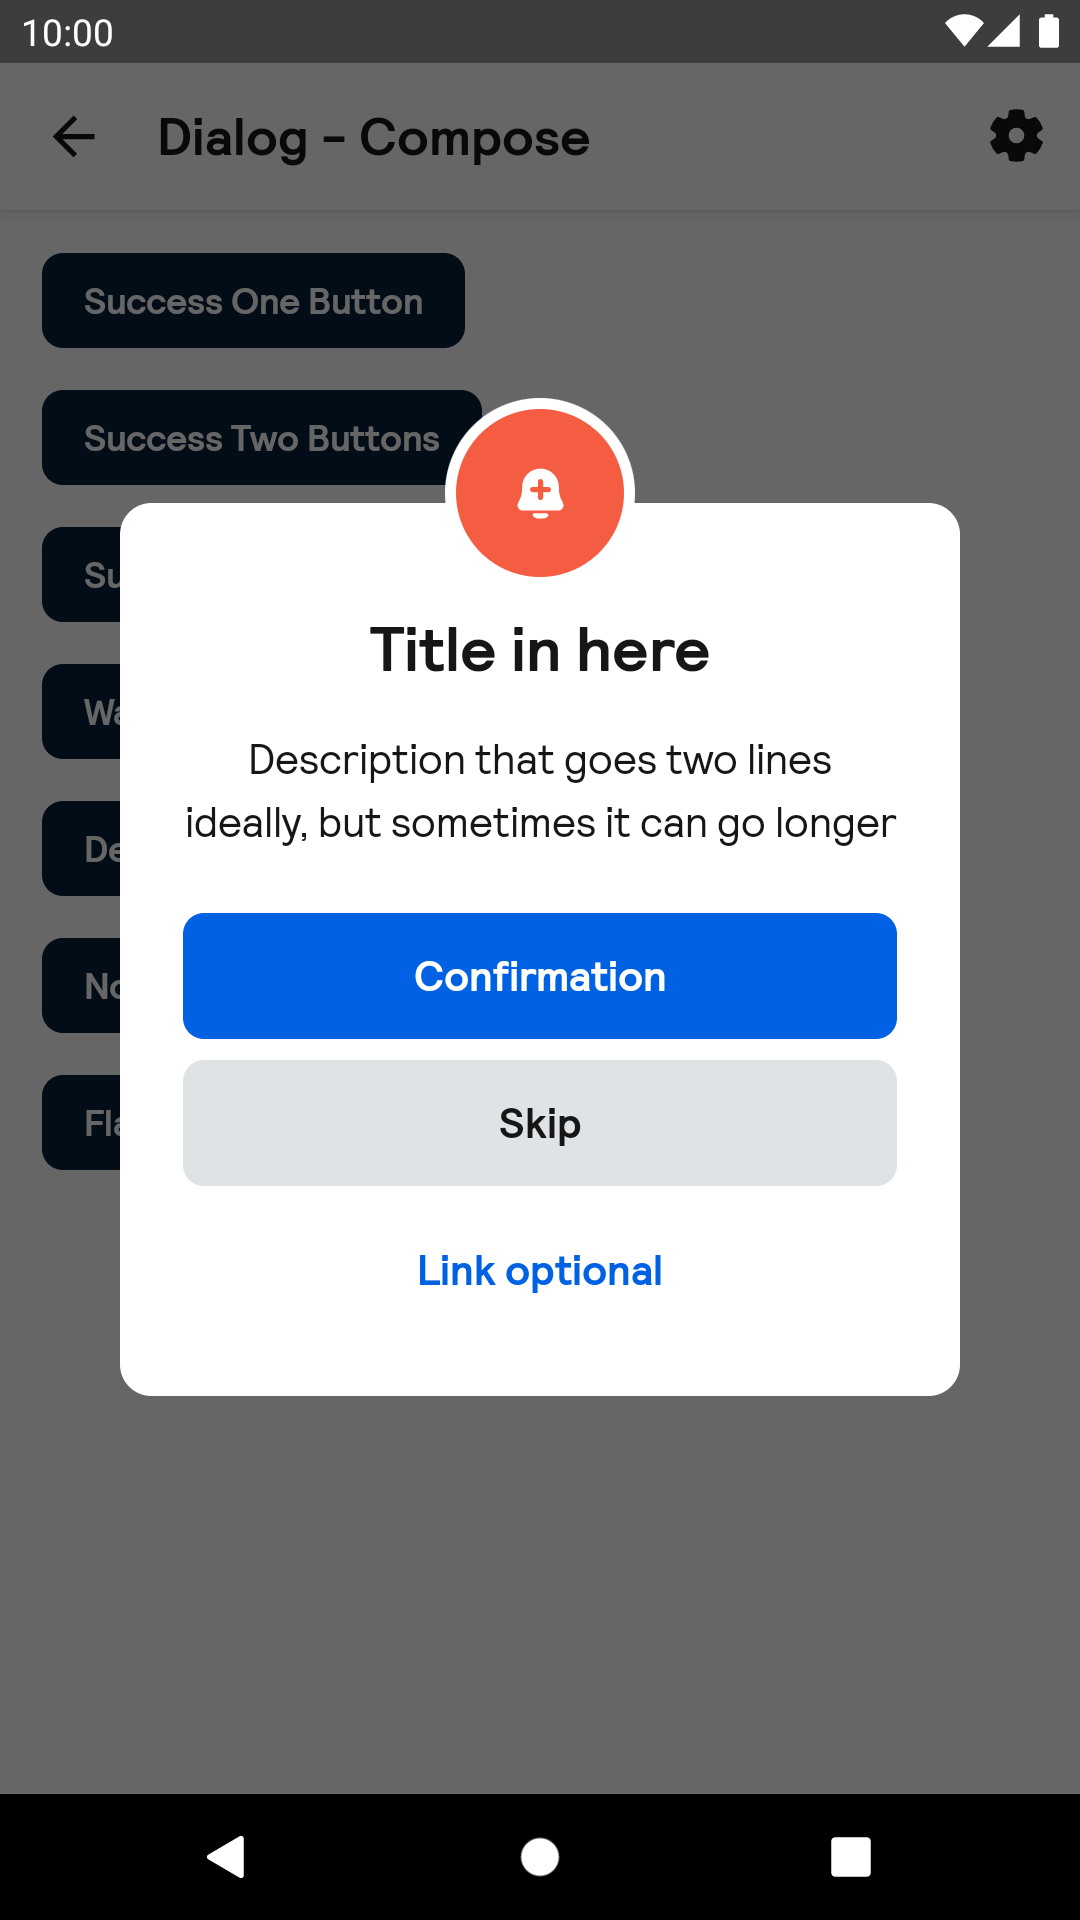 10:00
Dialog - Compose
Success One Button
Success Two Buttons
Title in here
Description that goes two lines
ideally, but sometimes it can go longer
Confirmation
Skip
Link optional